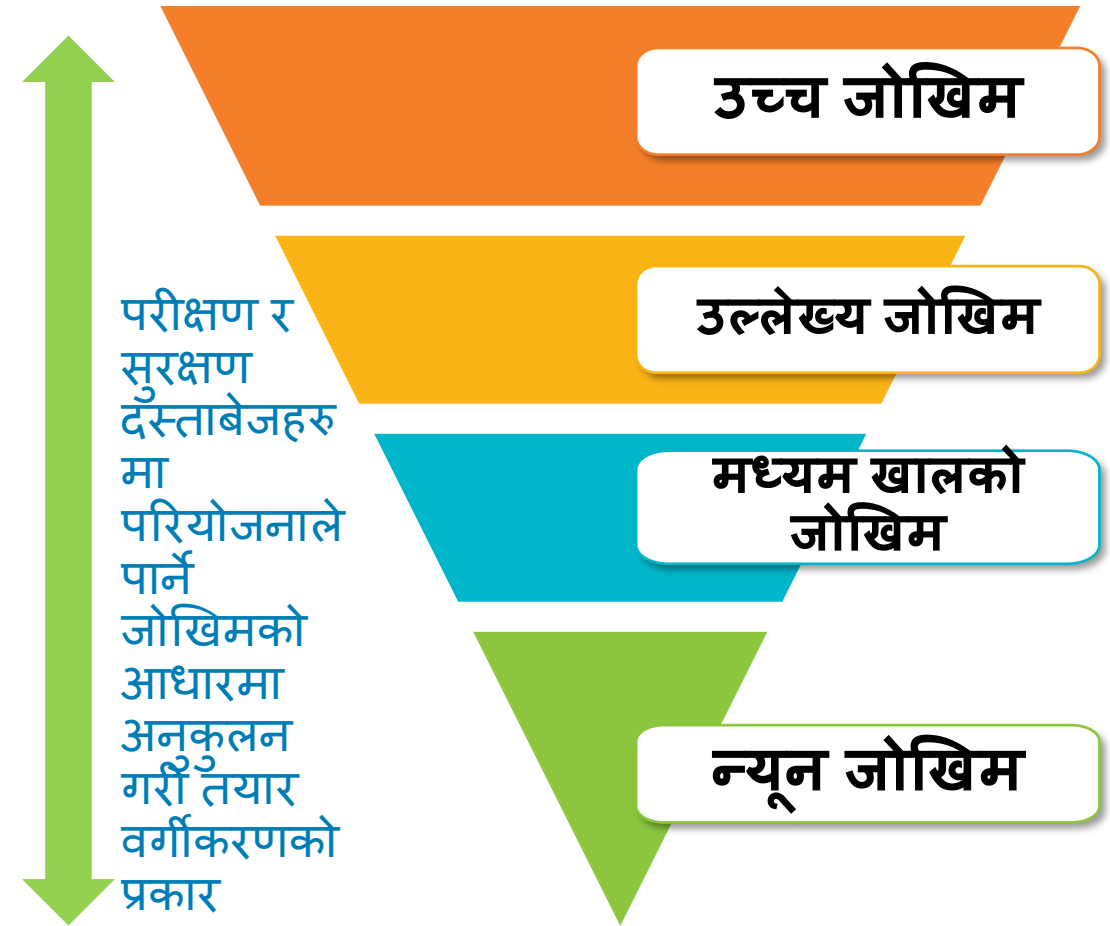 उच्च जोखिम
उल्लेख्य जोखिम
मध्यम खालको
जोखिम
न्यून जोखिम
परीक्षण र
सुरक्षण
दस्ताबेजहरु
मा
परियोजनाले
पार्ने
जोखिमको
आधारमा
अनुकुलन
गरी तयार
वर्गीकरणको
प्रकार